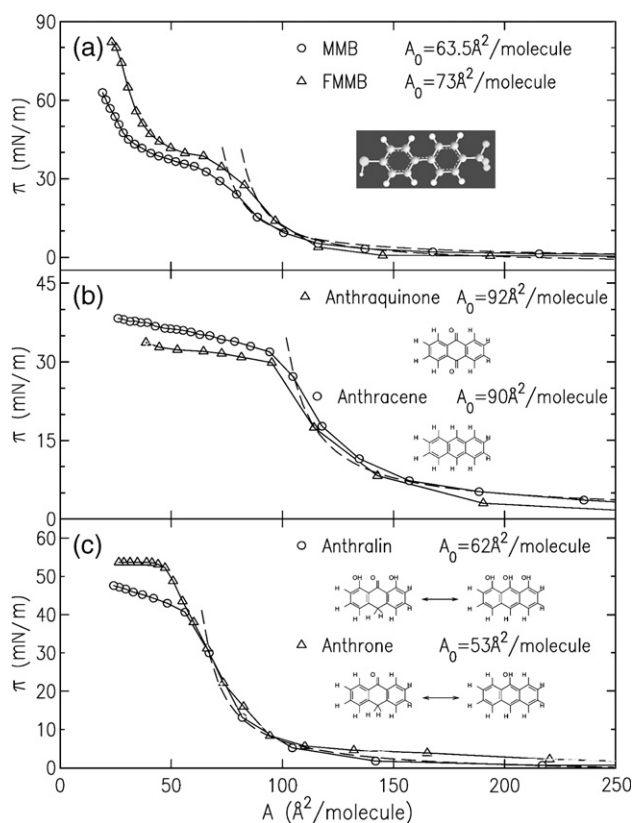 (a)
MMB A₀=63.5Å²/molecule
FMMB A₀=73Å²/molecule
π (mN/m)
90
60
30
0
(b)
Anthraquinone A₀=92Å²/molecule
H O H
H H
H H
H O H
Anthracene A₀=90Å²/molecule
H H H
H H
H H
H H H
π (mN/m)
45
30
15
0
(c)
Anthralin A₀=62Å²/molecule
OH O OH OH OH OH
H H H H
H H H H
H H H H H H H
Anthrone A₀=53Å²/molecule
H O H H OH H
H H H H
H H H H
H H H H H H H
π (mN/m)
60
50
40
30
20
10
0
0 50 100 150 200 250
A (Å²/molecule)